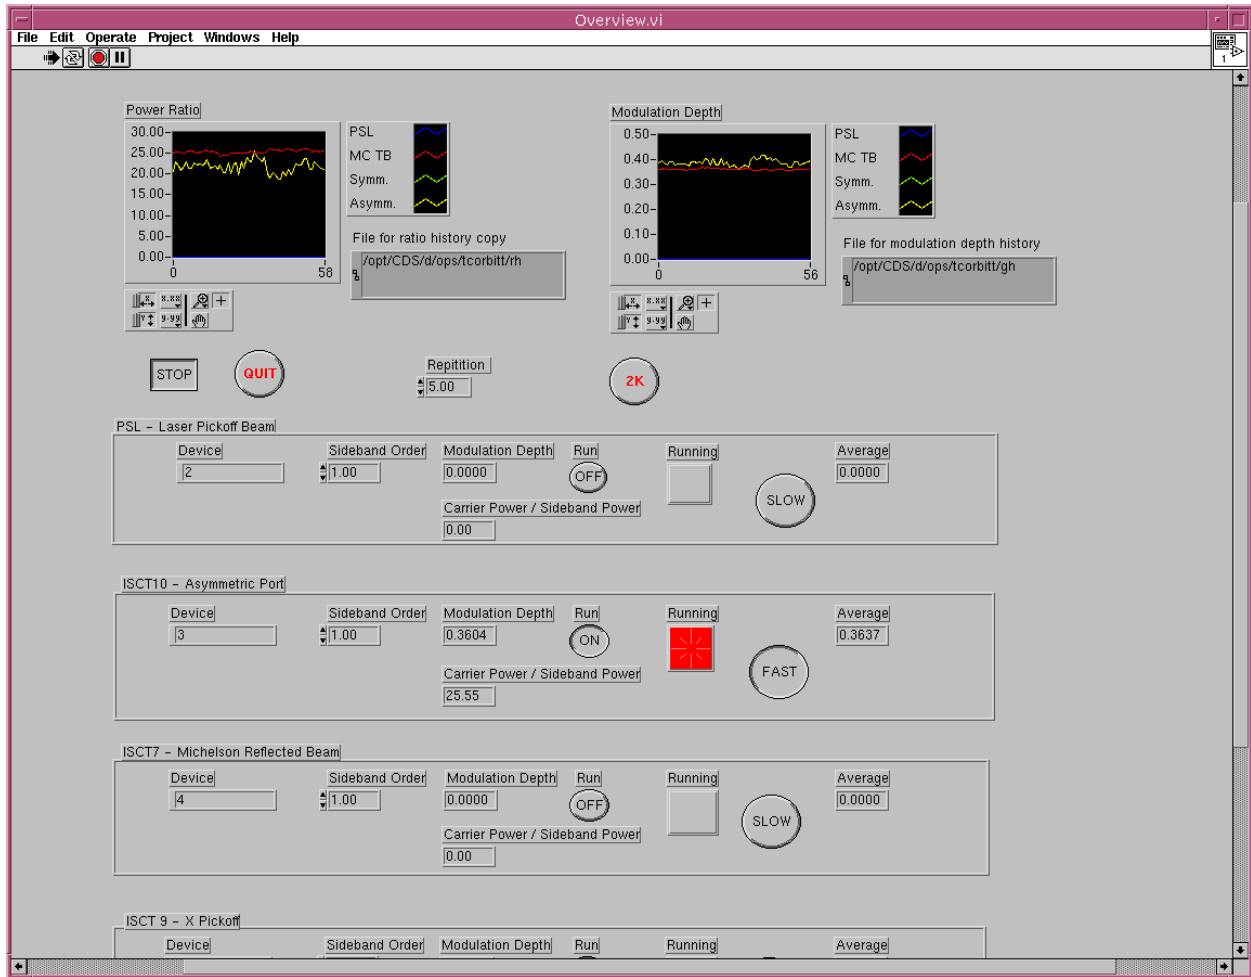 Overview.vi
File Edit Operate Project Windows Help
1
Power Ratio
30.00
25.00
20.00
15.00
10.00
5.00
0.00
0 58
PSL
MC TB
Symm.
Asymm.
File for ratio history copy
/opt/CDS/d/ops/tcorbitt/rh
Modulation Depth
0.50
0.40
0.30
0.20
0.10
0.00
0 56
PSL
MC TB
Symm.
Asymm.
File for modulation depth history
/opt/CDS/d/ops/tcorbitt/gh
X x.xx
Y y.yy
X x.xx
Y y.yy
STOP QUIT
Repitition
5.00
2K
PSL – Laser Pickoff Beam
Device Sideband Order Modulation Depth Run Running Average
2 1.00 0.0000 OFF SLOW 0.0000
Carrier Power / Sideband Power
0.00
ISCT10 – Asymmetric Port
Device Sideband Order Modulation Depth Run Running Average
3 1.00 0.3604 ON FAST 0.3637
Carrier Power / Sideband Power
25.55
ISCT7 – Michelson Reflected Beam
Device Sideband Order Modulation Depth Run Running Average
4 1.00 0.0000 OFF SLOW 0.0000
Carrier Power / Sideband Power
0.00
ISCT 9 – X Pickoff
Device Sideband Order Modulation Depth Run Running Average